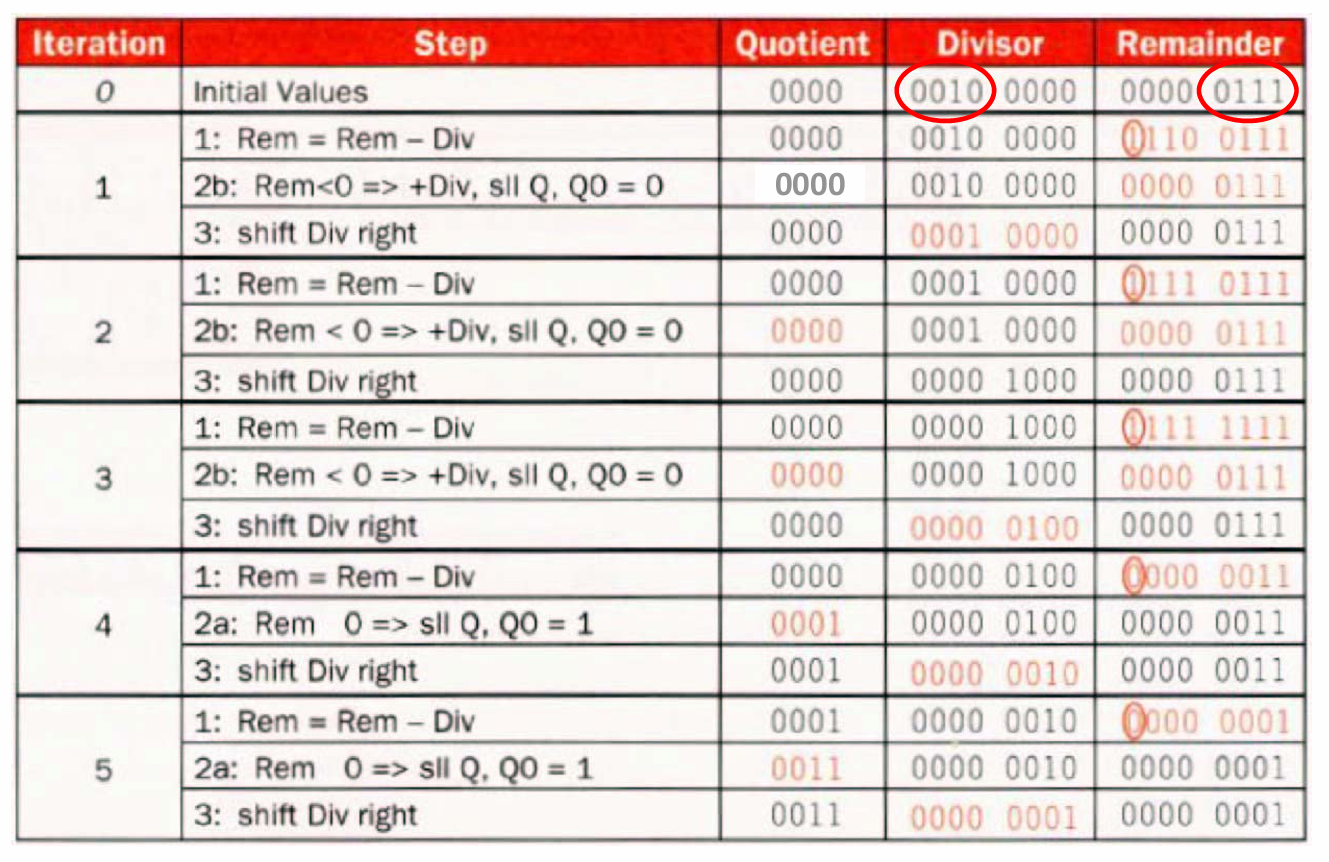 Iteration Step Quotient Divisor Remainder
0 Initial Values 0000 0010 0000 0000 0111
1 1: Rem = Rem – Div 0000 0010 0000 1110 0111
2b: Rem<0 => +Div, sll Q, Q0 = 0 0000 0010 0000 0000 0111
3: shift Div right 0000 0001 0000 0000 0111
2 1: Rem = Rem – Div 0000 0001 0000 1111 0111
2b: Rem < 0 => +Div, sll Q, Q0 = 0 0000 0001 0000 0000 0111
3: shift Div right 0000 0000 1000 0000 0111
3 1: Rem = Rem – Div 0000 0000 1000 1111 1111
2b: Rem < 0 => +Div, sll Q, Q0 = 0 0000 0000 1000 0000 0111
3: shift Div right 0000 0000 0100 0000 0111
4 1: Rem = Rem – Div 0000 0000 0100 0000 0011
2a: Rem 0 => sll Q, Q0 = 1 0001 0000 0100 0000 0011
3: shift Div right 0001 0000 0010 0000 0011
5 1: Rem = Rem – Div 0001 0000 0010 0000 0001
2a: Rem 0 => sll Q, Q0 = 1 0011 0000 0010 0000 0001
3: shift Div right 0011 0000 0001 0000 0001